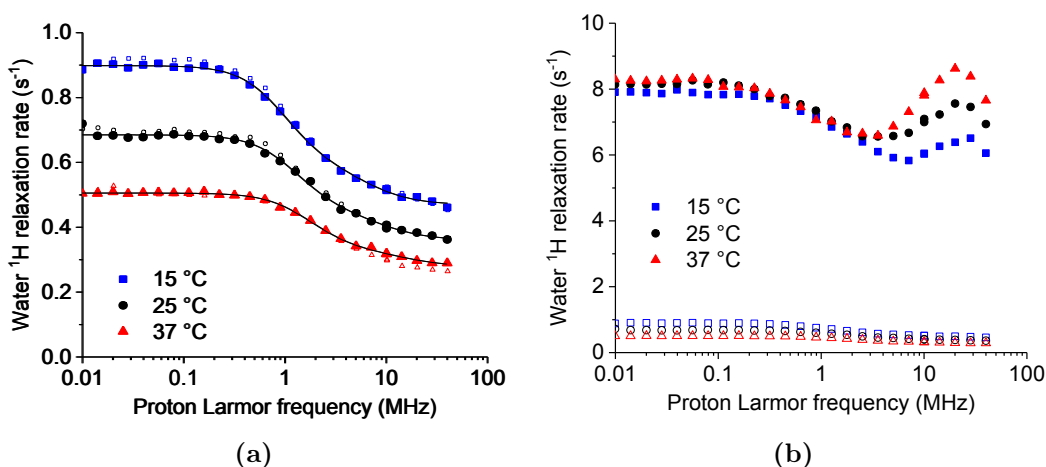 Water ¹H relaxation rate (s⁻¹)
1.0
0.8
0.6
0.4
0.2
0.0
15 °C
25 °C
37 °C
0.01 0.1 1 10 100
Proton Larmor frequency (MHz)
(a)
Water ¹H relaxation rate (s⁻¹)
10
8
6
4
2
0
15 °C
25 °C
37 °C
0.01 0.1 1 10 100
Proton Larmor frequency (MHz)
(b)